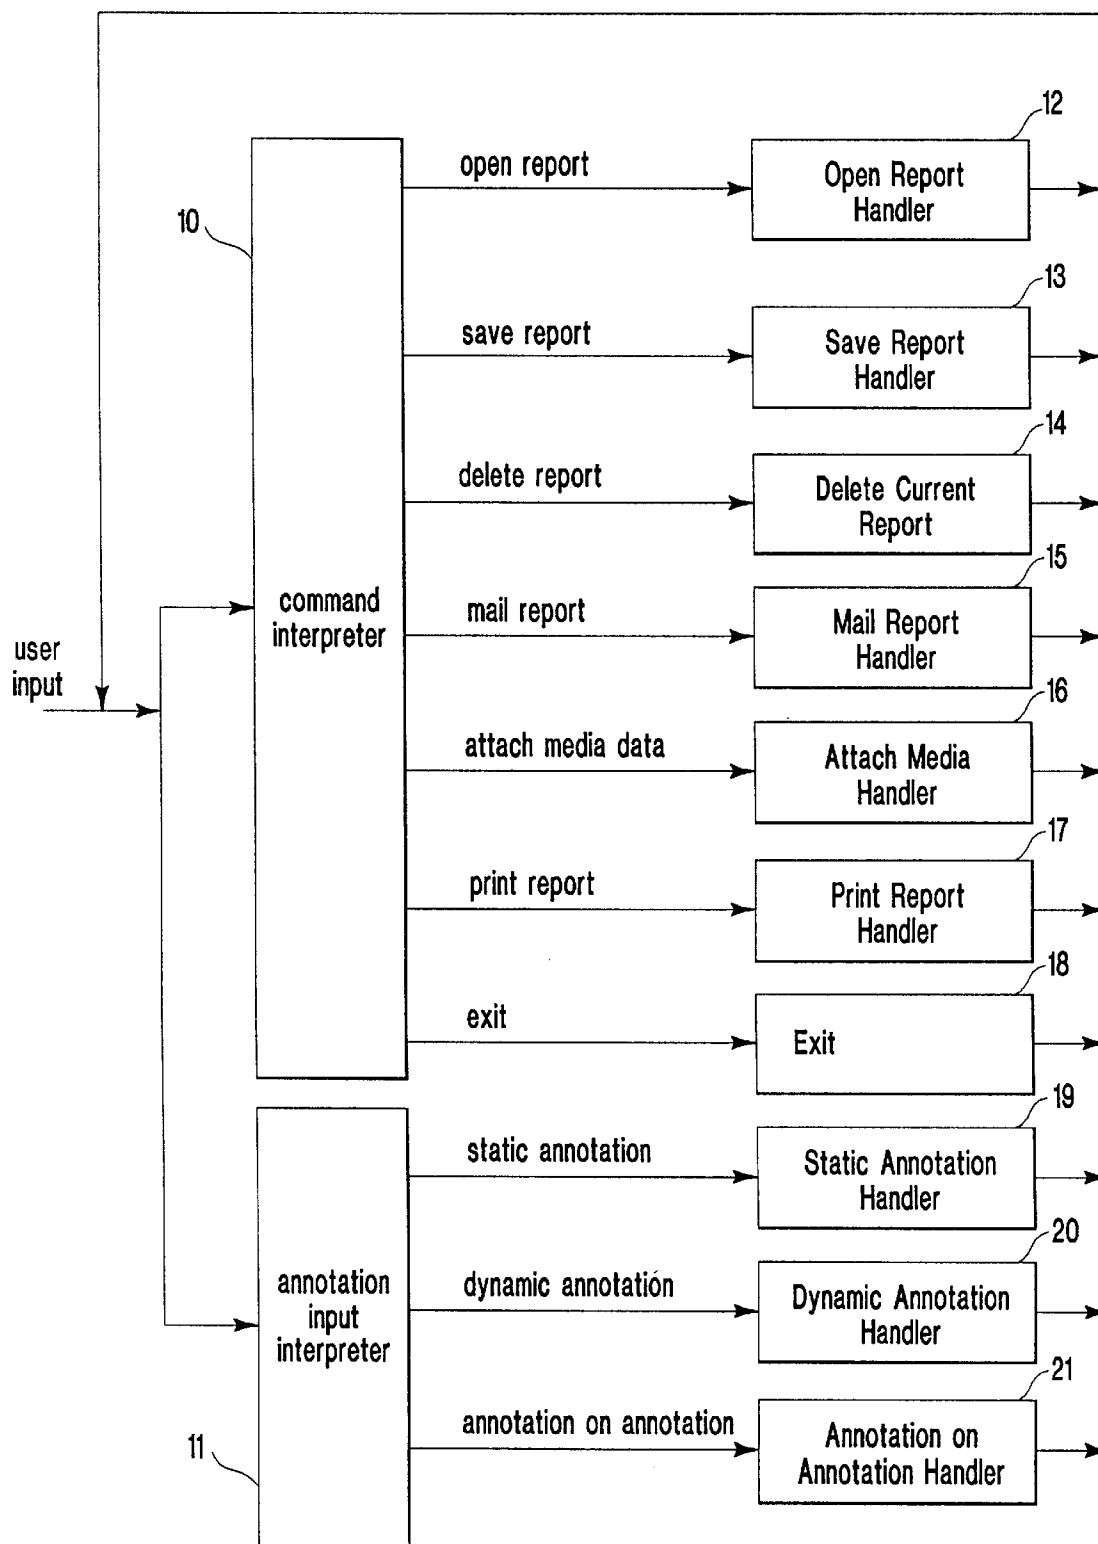 12
open report
Open Report
Handler
10
13
save report
Save Report
Handler
14
delete report
Delete Current
Report
15
command
interpreter
mail report
Mail Report
Handler
user
input
16
attach media data
Attach Media
Handler
17
print report
Print Report
Handler
18
exit
Exit
19
static annotation
Static Annotation
Handler
20
annotation
input
interpreter
dynamic annotation
Dynamic Annotation
Handler
21
annotation on annotation
Annotation on
Annotation Handler
11